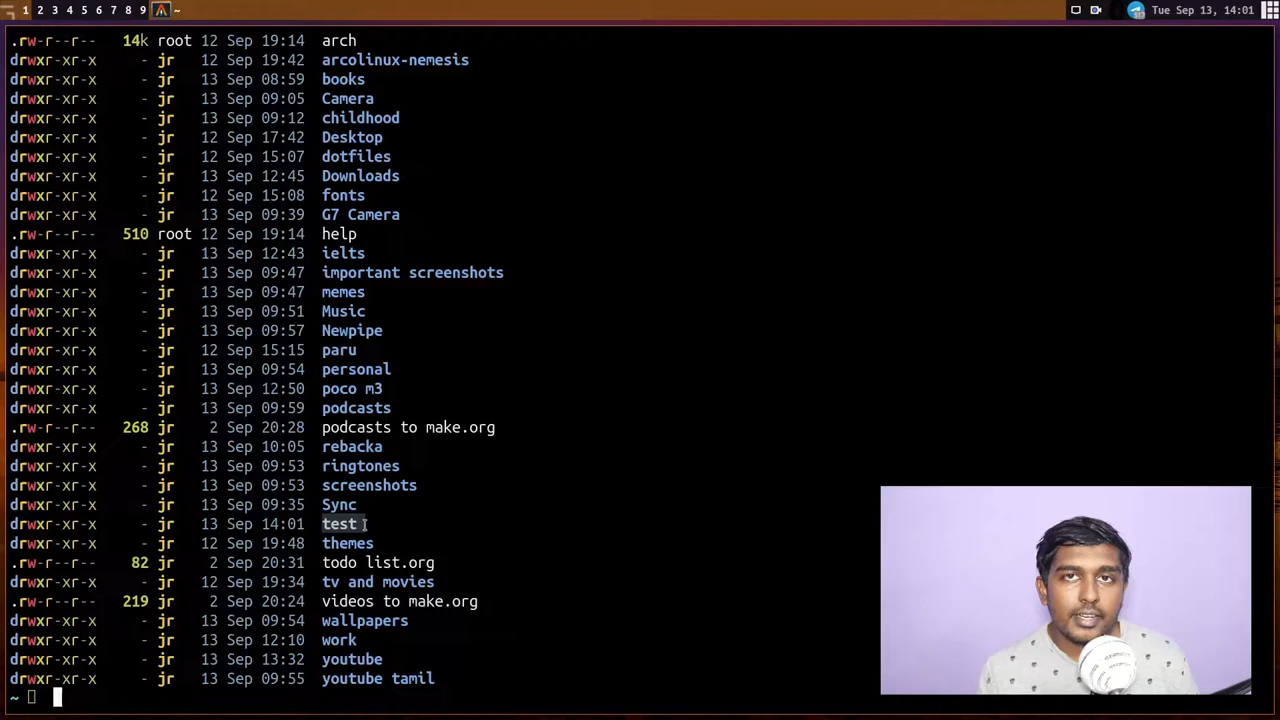 1 2 3 4 5 6 7 8 9 ~ Tue Sep 13, 14:01
.rw-r--r-- 14k root 12 Sep 19:14 arch
drwxr-xr-x - jr 12 Sep 19:42 arcolinux-nemesis
drwxr-xr-x - jr 13 Sep 08:59 books
drwxr-xr-x - jr 13 Sep 09:05 Camera
drwxr-xr-x - jr 13 Sep 09:12 childhood
drwxr-xr-x - jr 12 Sep 17:42 Desktop
drwxr-xr-x - jr 12 Sep 15:07 dotfiles
drwxr-xr-x - jr 13 Sep 12:45 Downloads
drwxr-xr-x - jr 12 Sep 15:08 fonts
drwxr-xr-x - jr 13 Sep 09:39 G7 Camera
.rw-r--r-- 510 root 12 Sep 19:14 help
drwxr-xr-x - jr 13 Sep 12:43 ielts
drwxr-xr-x - jr 13 Sep 09:47 important screenshots
drwxr-xr-x - jr 13 Sep 09:47 memes
drwxr-xr-x - jr 13 Sep 09:51 Music
drwxr-xr-x - jr 13 Sep 09:57 Newpipe
drwxr-xr-x - jr 12 Sep 15:15 paru
drwxr-xr-x - jr 13 Sep 09:54 personal
drwxr-xr-x - jr 13 Sep 12:50 poco m3
drwxr-xr-x - jr 13 Sep 09:59 podcasts
.rw-r--r-- 268 jr 2 Sep 20:28 podcasts to make.org
drwxr-xr-x - jr 13 Sep 10:05 rebacka
drwxr-xr-x - jr 13 Sep 09:53 ringtones
drwxr-xr-x - jr 13 Sep 09:53 screenshots
drwxr-xr-x - jr 13 Sep 09:35 Sync
drwxr-xr-x - jr 13 Sep 14:01 test
drwxr-xr-x - jr 12 Sep 19:48 themes
.rw-r--r-- 82 jr 2 Sep 20:31 todo list.org
drwxr-xr-x - jr 12 Sep 19:34 tv and movies
.rw-r--r-- 219 jr 2 Sep 20:24 videos to make.org
drwxr-xr-x - jr 13 Sep 09:54 wallpapers
drwxr-xr-x - jr 13 Sep 12:10 work
drwxr-xr-x - jr 13 Sep 13:32 youtube
drwxr-xr-x - jr 13 Sep 09:55 youtube tamil
~